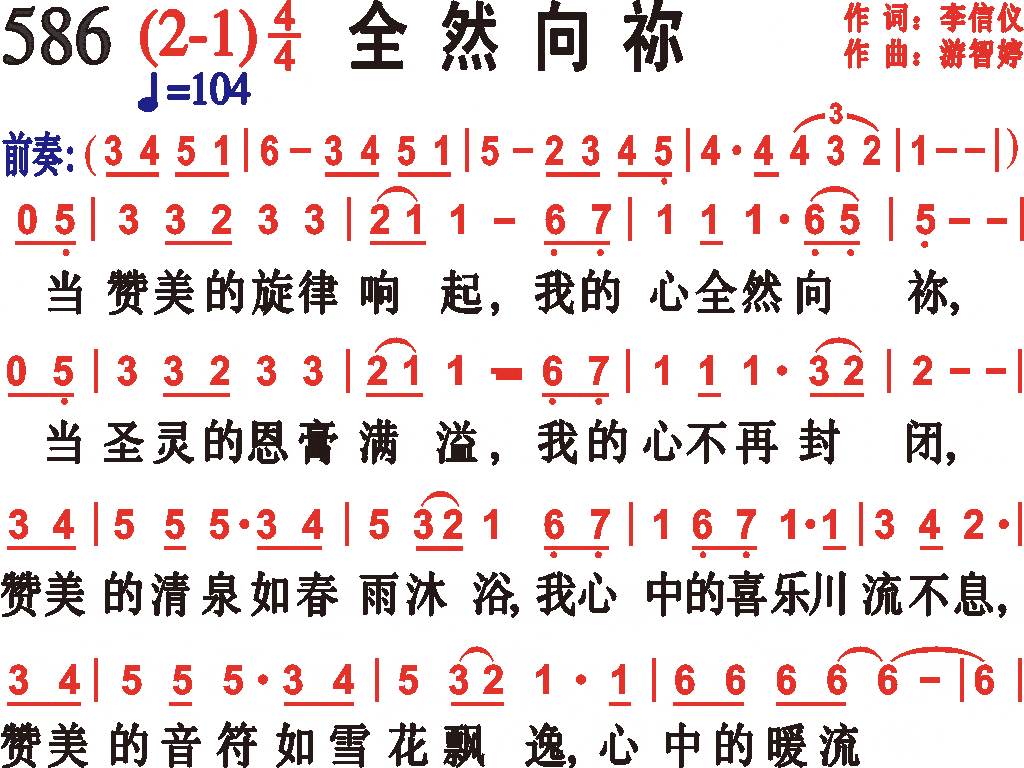 586 (2-1) 4/4 全然向祢 作 词：李信仪
♩=104 作 曲：游智婷
前奏:( 3 4 5 1 | 6 – 3 4 5 1 | 5 – 2 3 4 5 | 4 · 4 4 3 2 | 1 – – | )
0 5 | 3 3 2 3 3 | 2 1 1 – 6 7 | 1 1 1 · 6 5 | 5 – – |
当 赞美的旋律 响 起，我的 心全然向 祢,
0 5 | 3 3 2 3 3 | 2 1 1 – 6 7 | 1 1 1 · 3 2 | 2 – – |
当 圣灵的恩膏 满 溢，我的心不再封 闭,
3 4 | 5 5 5 · 3 4 | 5 3 2 1 6 7 | 1 6 7 1 · 1 | 3 4 2 · |
赞美 的清泉如春 雨沐 浴,我心 中的喜乐川 流不息,
3 4 | 5 5 5 · 3 4 | 5 3 2 1 · 1 | 6 6 6 6 6 – | 6
赞美 的音符如雪花飘 逸,心 中的暖流